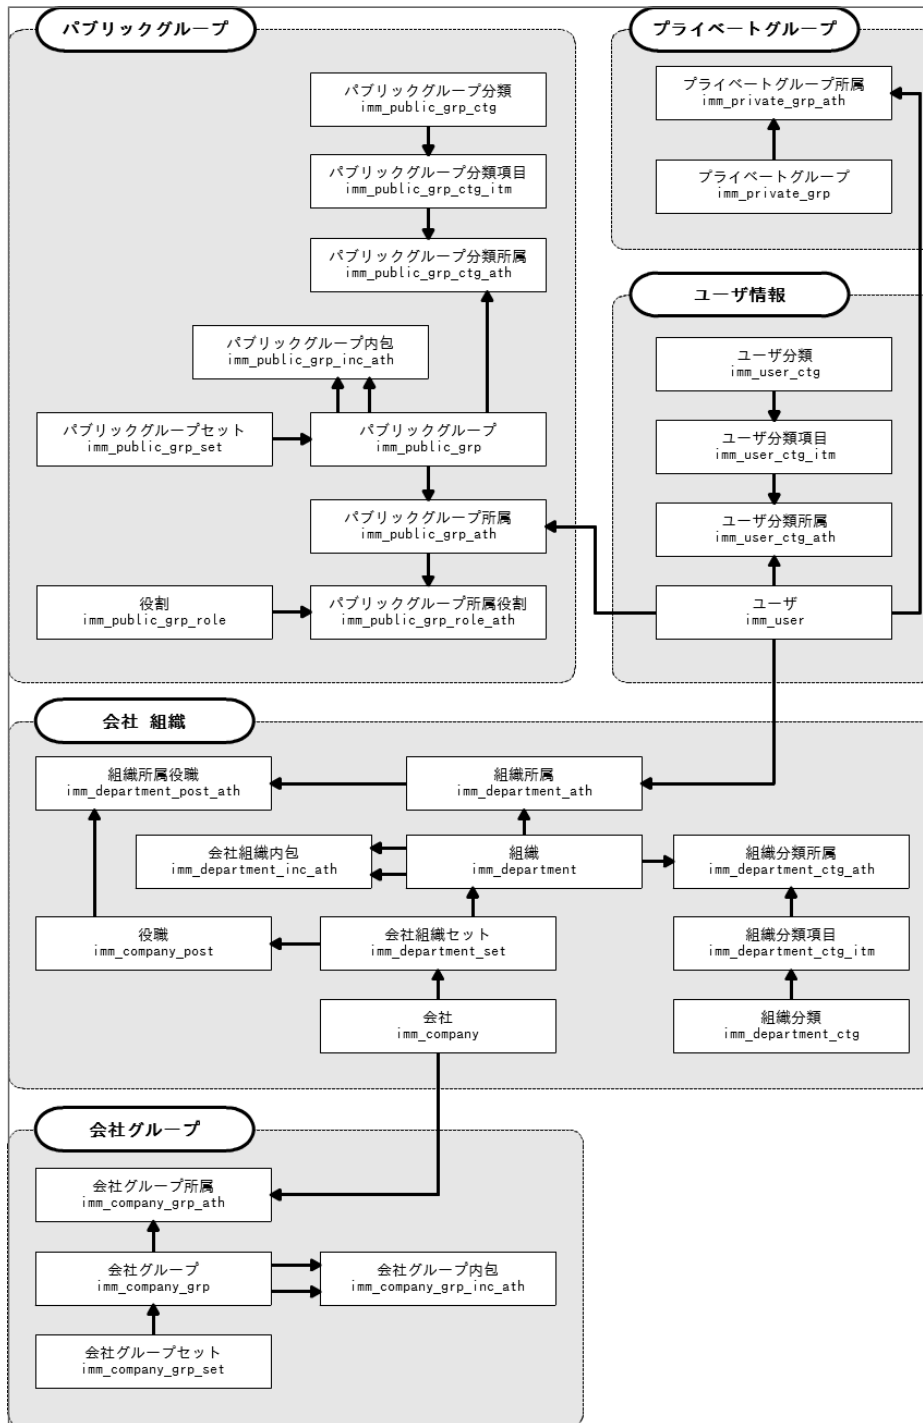 パブリックグループ
パブリックグループ分類
imm_public_grp_ctg
パブリックグループ分類項目
imm_public_grp_ctg_itm
パブリックグループ分類所属
imm_public_grp_ctg_ath
パブリックグループ内包
imm_public_grp_inc_ath
パブリックグループセット
imm_public_grp_set
パブリックグループ
imm_public_grp
パブリックグループ所属
imm_public_grp_ath
役割
imm_public_grp_role
パブリックグループ所属役割
imm_public_grp_role_ath
プライベートグループ
プライベートグループ所属
imm_private_grp_ath
プライベートグループ
imm_private_grp
ユーザ情報
ユーザ分類
imm_user_ctg
ユーザ分類項目
imm_user_ctg_itm
ユーザ分類所属
imm_user_ctg_ath
ユーザ
imm_user
会社 組織
組織所属役職
imm_department_post_ath
組織所属
imm_department_ath
会社組織内包
imm_department_inc_ath
組織
imm_department
組織分類所属
imm_department_ctg_ath
役職
imm_company_post
会社組織セット
imm_department_set
組織分類項目
imm_department_ctg_itm
会社
imm_company
組織分類
imm_department_ctg
会社グループ
会社グループ所属
imm_company_grp_ath
会社グループ
imm_company_grp
会社グループ内包
imm_company_grp_inc_ath
会社グループセット
imm_company_grp_set